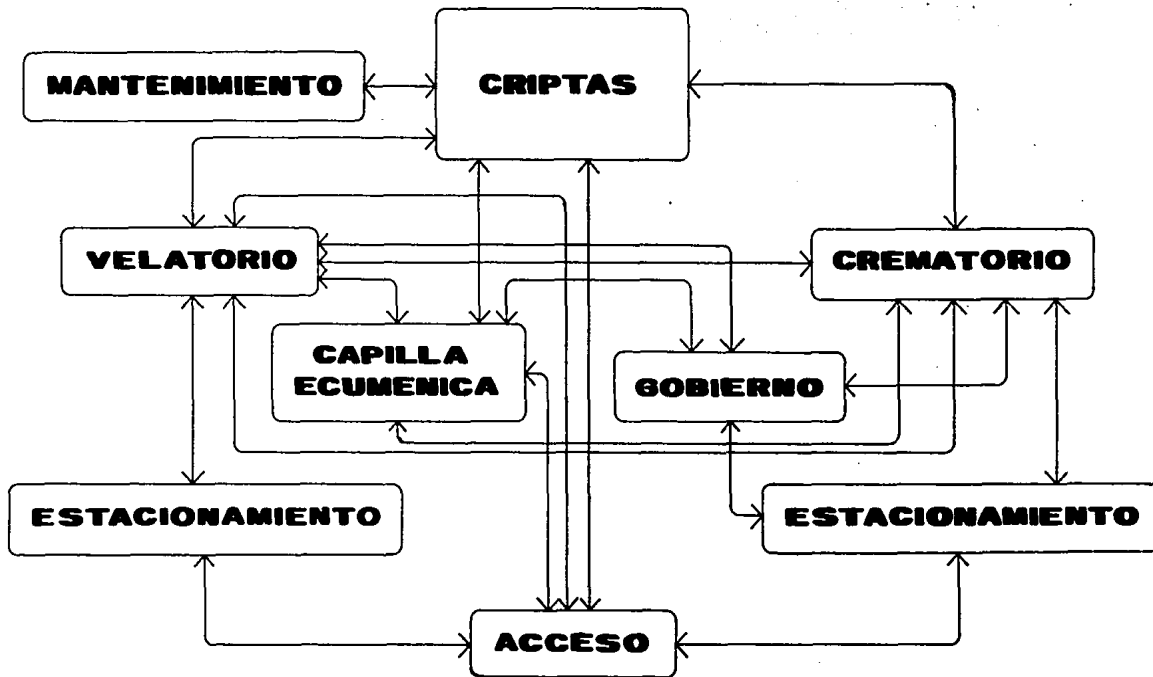 CRIPTAS
MANTENIMIENTO
VELATORIO
CREMATORIO
CAPILLA
ECUMENICA
GOBIERNO
ESTACIONAMIENTO
ESTACIONAMIENTO
ACCESO